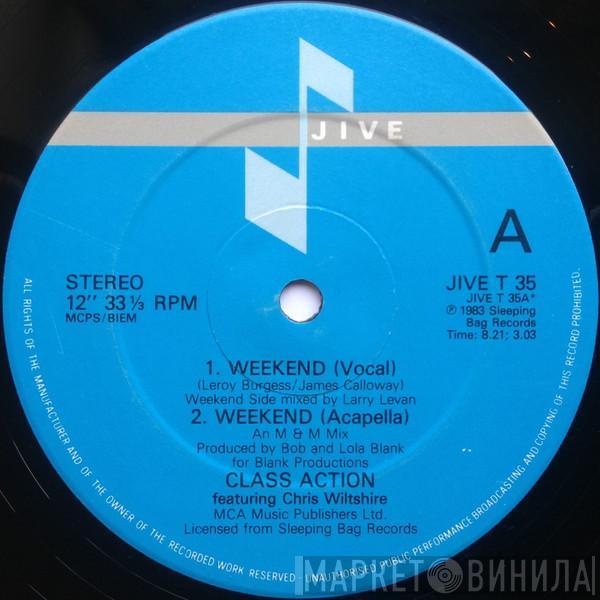 JIVE
A
STEREO
12" 33 ⅓ RPM
MCPS/BIEM
JIVE T 35
JIVE T 35A*
℗ 1983 Sleeping
Bag Records
Time: 8.21; 3.03
1. WEEKEND (Vocal)
(Leroy Burgess/James Calloway)
Weekend Side mixed by Larry Levan
2. WEEKEND (Acapella)
An M & M Mix
Produced by Bob and Lola Blank
for Blank Productions
CLASS ACTION
featuring Chris Wiltshire
MCA Music Publishers Ltd.
Licensed from Sleeping Bag Records
ALL RIGHTS OF THE MANUFACTURER AND OF THE OWNER OF THE RECORDED WORK RESERVED - UNAUTHORISED PUBLIC PERFORMANCE BROADCASTING AND COPYING OF THIS RECORD PROHIBITED.
МАРКЕТ ВИНИЛА